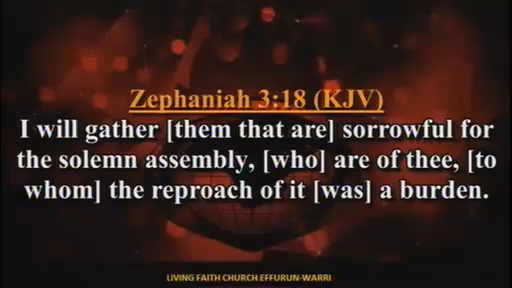 Zephaniah 3:18 (KJV)
I will gather [them that are] sorrowful for
the solemn assembly, [who] are of thee, [to
whom] the reproach of it [was] a burden.
LIVING FAITH CHURCH EFFURUN-WARRI